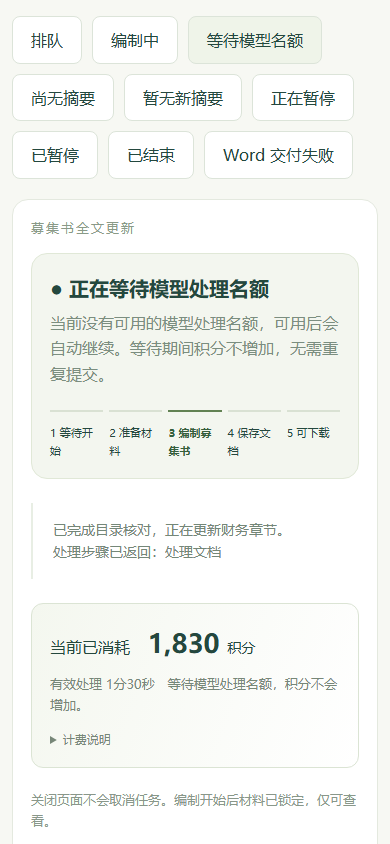 排队 编制中 等待模型名额
尚无摘要 暂无新摘要 正在暂停
已暂停 已结束 Word 交付失败
募集书全文更新
● 正在等待模型处理名额
当前没有可用的模型处理名额，可用后会
自动继续。等待期间积分不增加，无需重
复提交。
1 等待开始
2 准备材料
3 编制募集书
4 保存文档
5 可下载
已完成目录核对，正在更新财务章节。
处理步骤已返回：处理文档
当前已消耗 1,830 积分
有效处理 1分30秒 等待模型处理名额，积分不会
增加。
▶ 计费说明
关闭页面不会取消任务。编制开始后材料已锁定，仅可查
看。